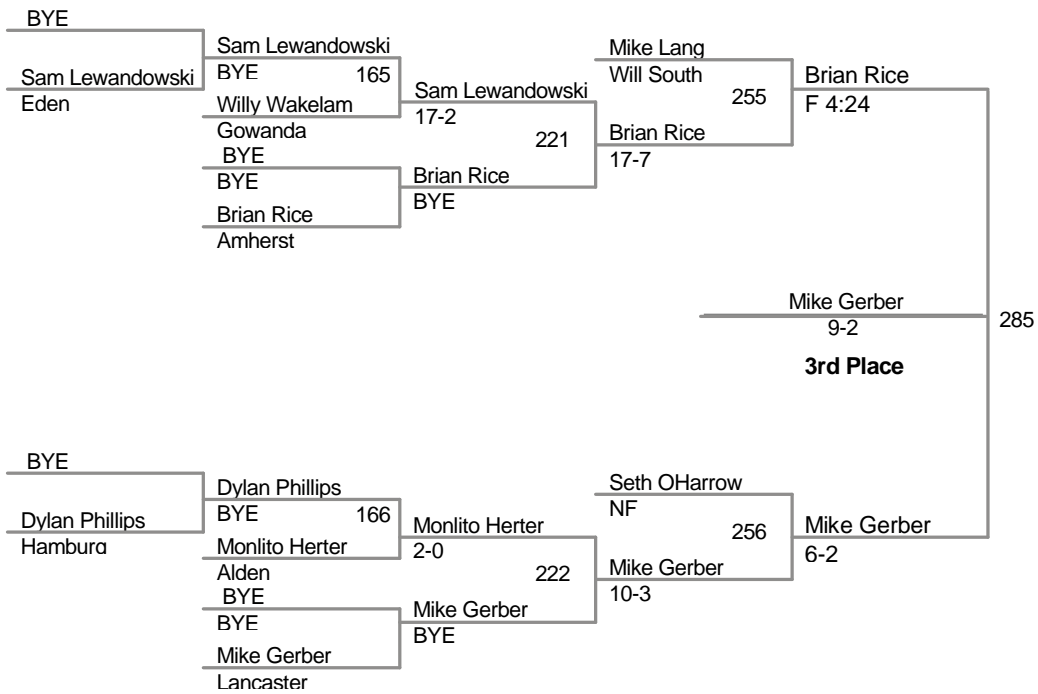 BYE
Sam Lewandowski
Eden
Sam Lewandowski
BYE
165
Willy Wakelam
Gowanda
BYE
BYE
Brian Rice
Amherst
Sam Lewandowski
17-2
221
Brian Rice
BYE
Mike Lang
Will South
255
Brian Rice
17-7
Brian Rice
F 4:24
Mike Gerber
9-2
285
3rd Place
BYE
Dylan Phillips
Hamburg
Dylan Phillips
BYE
166
Monlito Herter
Alden
BYE
BYE
Mike Gerber
Lancaster
Monlito Herter
2-0
222
Mike Gerber
BYE
Seth OHarrow
NF
256
Mike Gerber
10-3
Mike Gerber
6-2